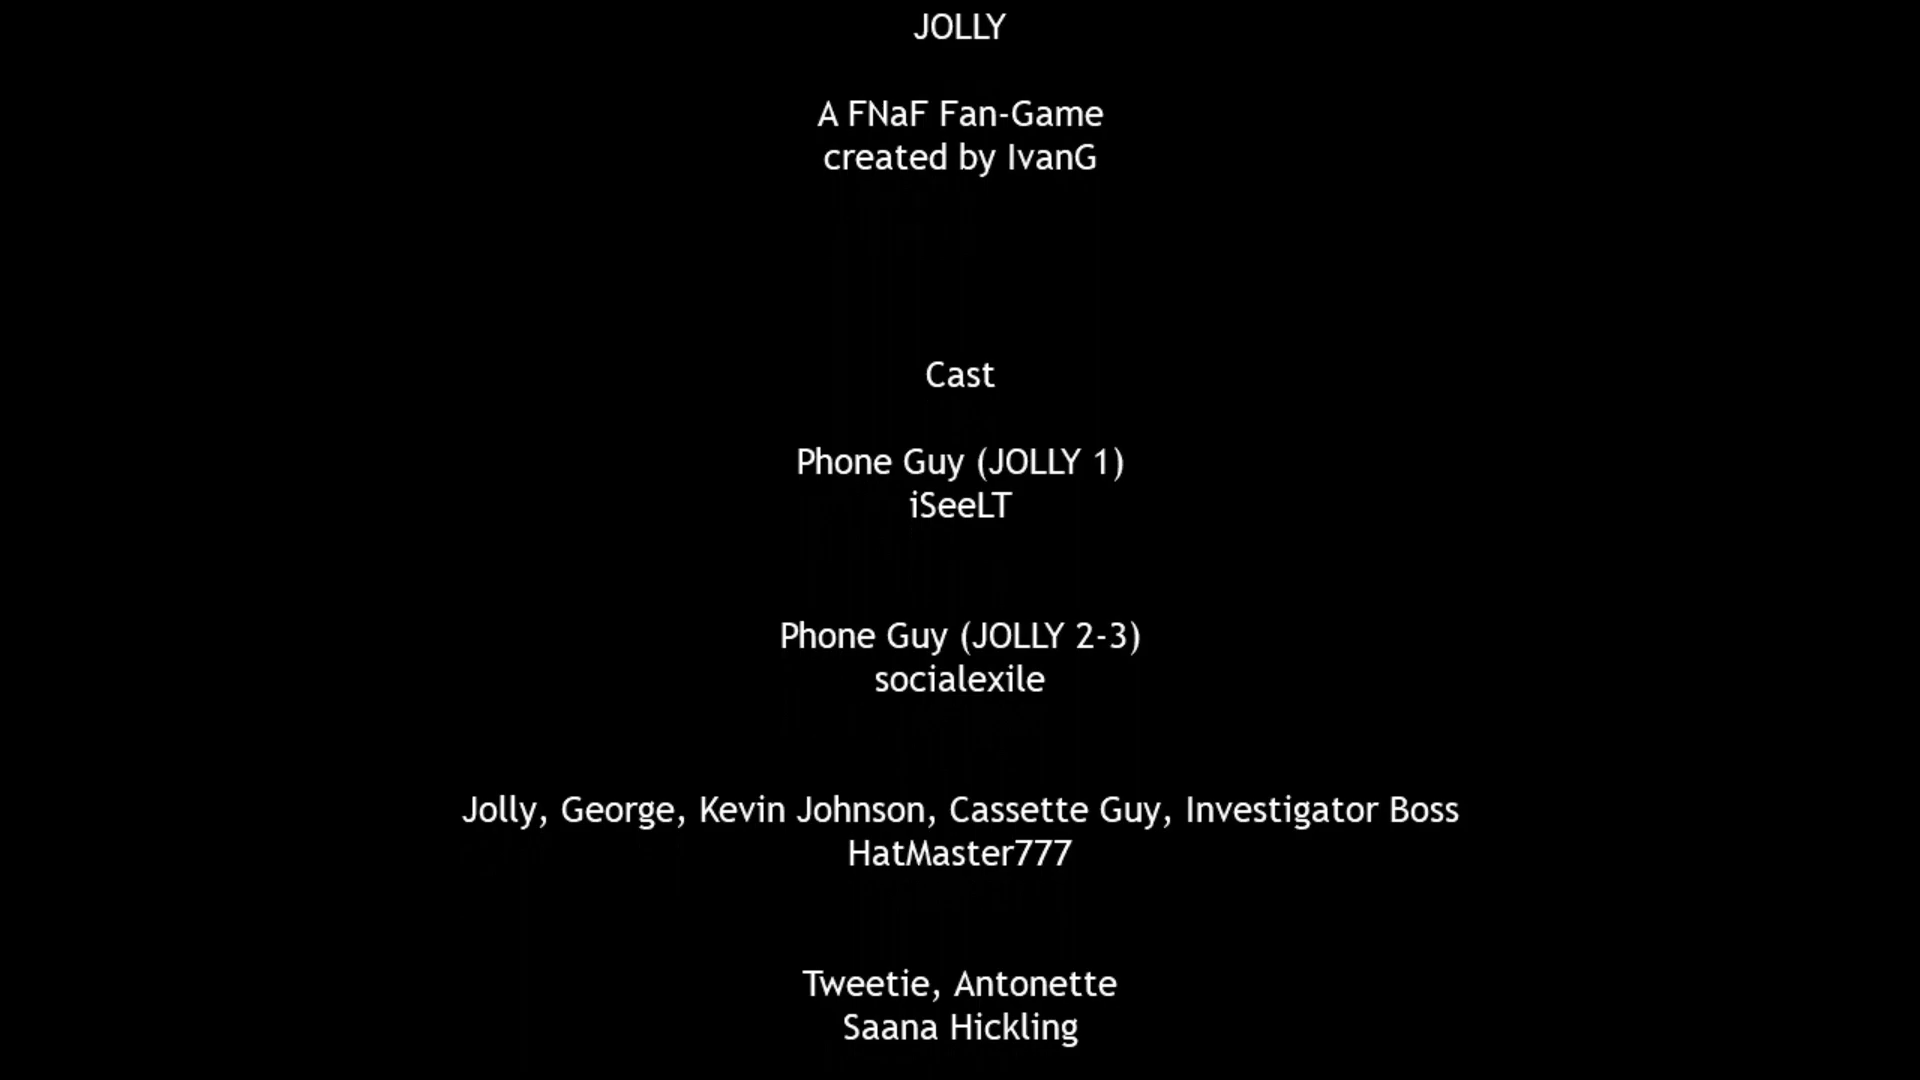 JOLLY
A FNaF Fan-Game
created by IvanG
Cast
Phone Guy (JOLLY 1)
iSeeLT
Phone Guy (JOLLY 2-3)
socialexile
Jolly, George, Kevin Johnson, Cassette Guy, Investigator Boss
HatMaster777
Tweetie, Antonette
Saana Hickling